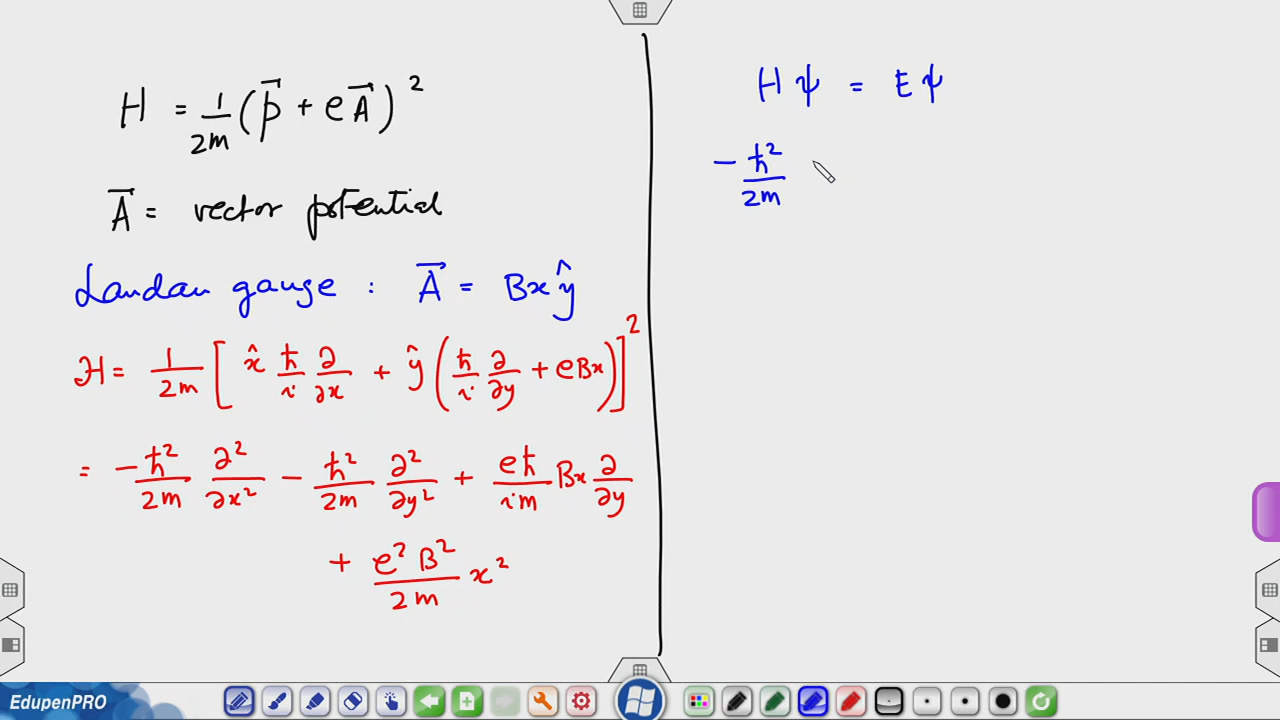 H = 1/2m (p⃗ + eA⃗)²
A⃗ = vector potential
Landau gauge : A⃗ = Bx ŷ
H = 1/2m [ x̂ ħ/i ∂/∂x + ŷ ( ħ/i ∂/∂y + eBx ) ]²
= -ħ²/2m ∂²/∂x² - ħ²/2m ∂²/∂y² + eħ/im Bx ∂/∂y
+ e²B²/2m x²
Hψ = Eψ
-ħ²/2m
EdupenPRO